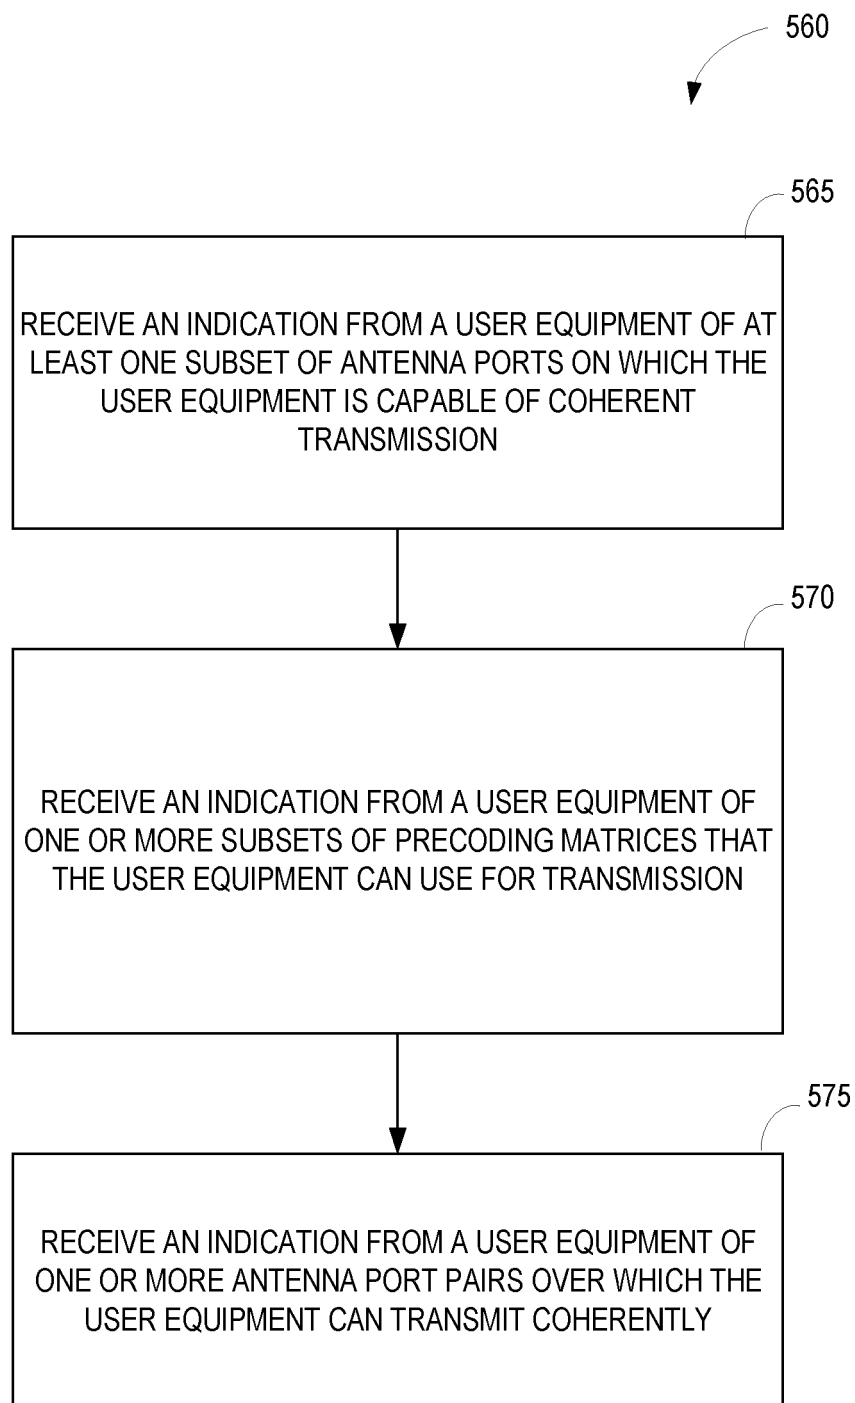 560
565
RECEIVE AN INDICATION FROM A USER EQUIPMENT OF AT
LEAST ONE SUBSET OF ANTENNA PORTS ON WHICH THE
USER EQUIPMENT IS CAPABLE OF COHERENT
TRANSMISSION
570
RECEIVE AN INDICATION FROM A USER EQUIPMENT OF
ONE OR MORE SUBSETS OF PRECODING MATRICES THAT
THE USER EQUIPMENT CAN USE FOR TRANSMISSION
575
RECEIVE AN INDICATION FROM A USER EQUIPMENT OF
ONE OR MORE ANTENNA PORT PAIRS OVER WHICH THE
USER EQUIPMENT CAN TRANSMIT COHERENTLY